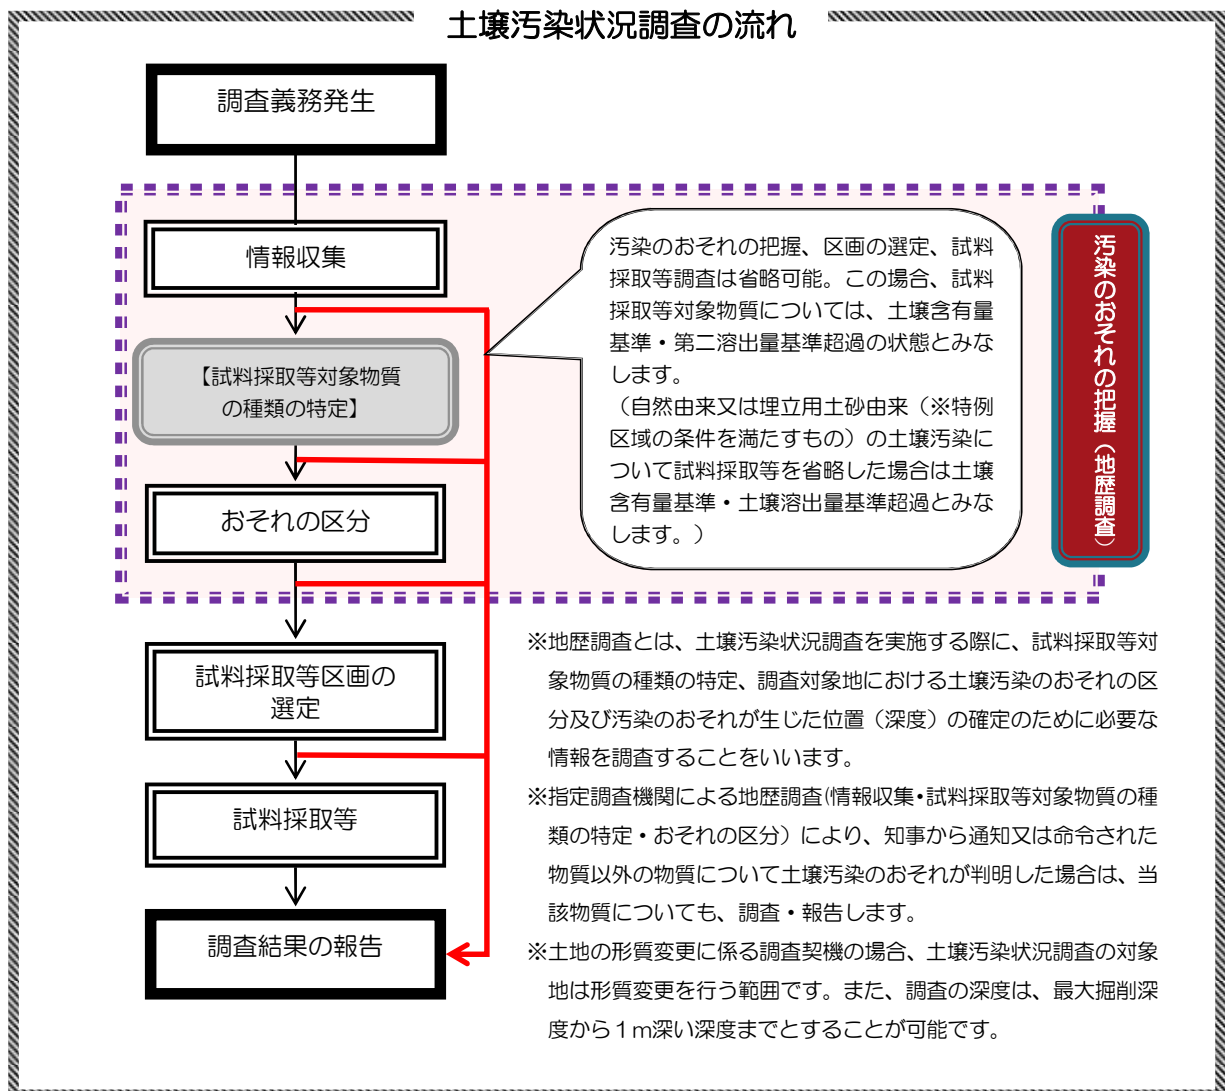 土壌汚染状況調査の流れ
調査義務発生
情報収集
【試料採取等対象物質
の種類の特定】
おそれの区分
汚染のおそれの把握、区画の選定、試料
採取等調査は省略可能。この場合、試料
採取等対象物質については、土壌含有量
基準・第二溶出量基準超過の状態とみな
します。
（自然由来又は埋立用土砂由来（※特例
区域の条件を満たすもの）の土壌汚染に
ついて試料採取等を省略した場合は土壌
含有量基準・土壌溶出量基準超過とみな
します。）
汚染のおそれの把握（地歴調査）
試料採取等区画の
選定
試料採取等
調査結果の報告
※地歴調査とは、土壌汚染状況調査を実施する際に、試料採取等対
象物質の種類の特定、調査対象地における土壌汚染のおそれの区
分及び汚染のおそれが生じた位置（深度）の確定のために必要な
情報を調査することをいいます。
※指定調査機関による地歴調査(情報収集・試料採取等対象物質の種
類の特定・おそれの区分）により、知事から通知又は命令された
物質以外の物質について土壌汚染のおそれが判明した場合は、当
該物質についても、調査・報告します。
※土地の形質変更に係る調査契機の場合、土壌汚染状況調査の対象
地は形質変更を行う範囲です。また、調査の深度は、最大掘削深
度から１ｍ深い深度までとすることが可能です。